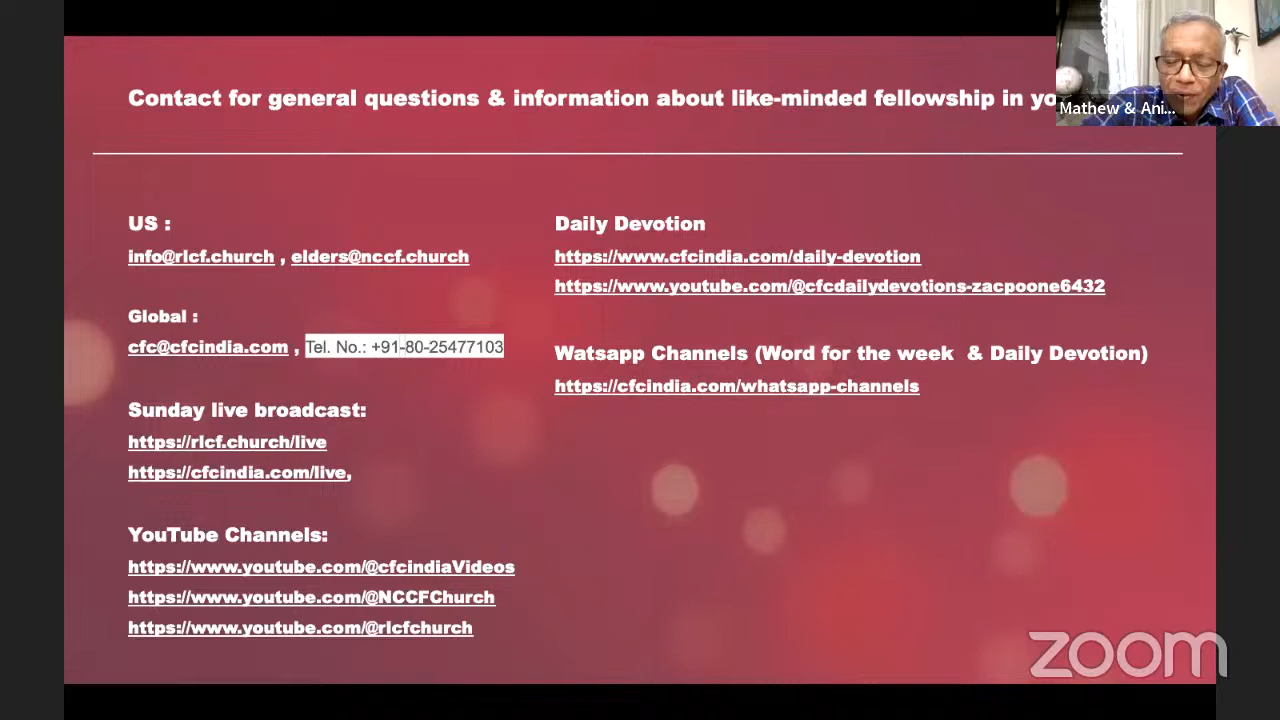 Contact for general questions & information about like-minded fellowship in yo
Mathew & Ani...
US :
info@rlcf.church , elders@nccf.church
Global :
cfc@cfcindia.com , Tel. No.: +91-80-25477103
Sunday live broadcast:
https://rlcf.church/live
https://cfcindia.com/live,
YouTube Channels:
https://www.youtube.com/@cfcindiaVideos
https://www.youtube.com/@NCCFChurch
https://www.youtube.com/@rlcfchurch
Daily Devotion
https://www.cfcindia.com/daily-devotion
https://www.youtube.com/@cfcdailydevotions-zacpoone6432
Watsapp Channels (Word for the week & Daily Devotion)
https://cfcindia.com/whatsapp-channels
zoom